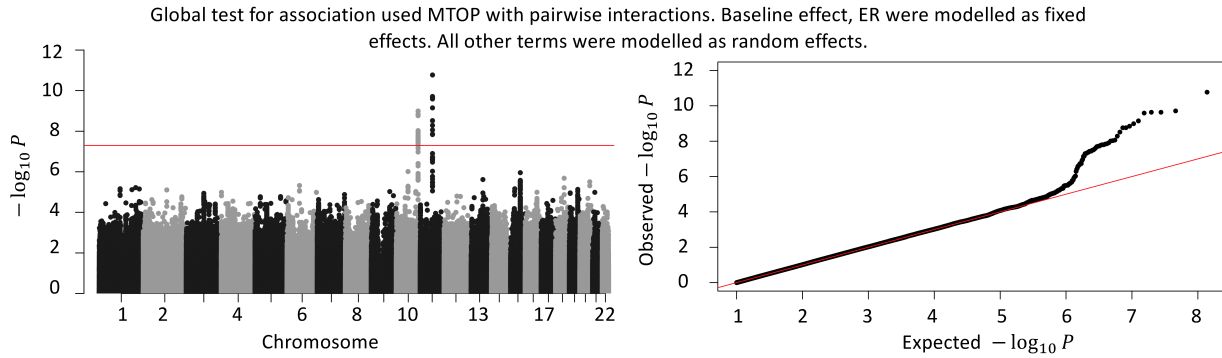 Global test for association used MTOP with pairwise interactions. Baseline effect, ER were modelled as fixed
effects. All other terms were modelled as random effects.
12
10
8
6
4
2
0
−log₁₀ P
1 2 4 6 8 10 13 17 22
Chromosome
12
10
8
6
4
2
0
Observed −log₁₀ P
1 2 3 4 5 6 7 8
Expected −log₁₀ P